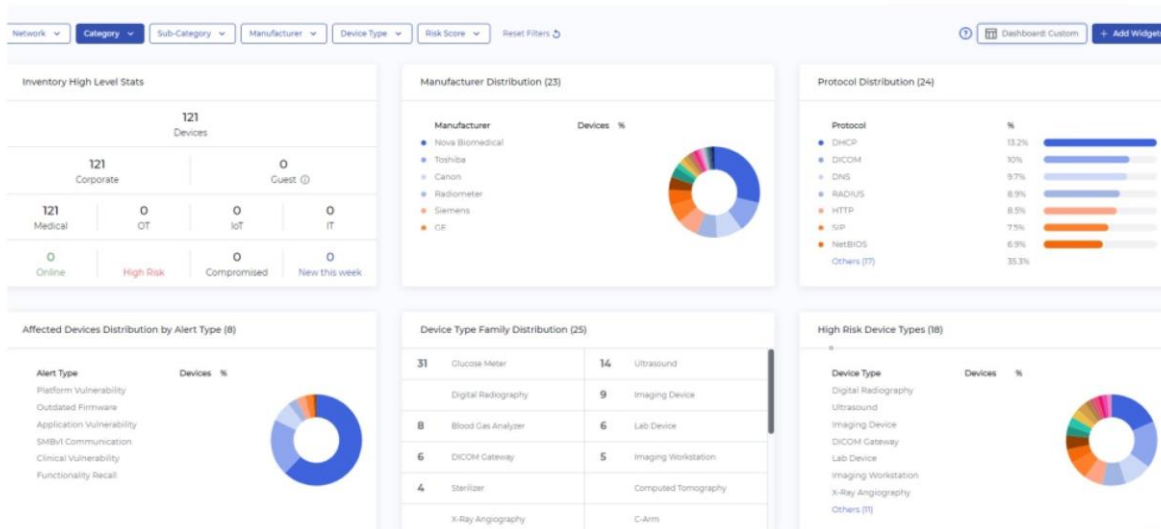 Network Category Sub-Category Manufacturer Device Type Risk Score Reset Filters Dashboard: Custom + Add Widgets
Inventory High Level Stats
121
Devices
121 0
Corporate Guest
121 0 0 0
Medical OT IoT IT
0 0 0
Online High Risk Compromised New this week
Manufacturer Distribution (23)
Manufacturer Devices %
Nova Biomedical
Toshiba
Canon
Radiometer
Siemens
GE
Protocol Distribution (24)
Protocol %
DHCP 13.2%
DICOM 10%
DNS 9.7%
RADIUS 8.9%
HTTP 8.5%
SIP 7.5%
NetBIOS 6.9%
Others (17) 35.3%
Affected Devices Distribution by Alert Type (8)
Alert Type Devices %
Platform Vulnerability
Outdated Firmware
Application Vulnerability
SMBv1 Communication
Clinical Vulnerability
Functionality Recall
Device Type Family Distribution (25)
31 Glucose Meter 14 Ultrasound
Digital Radiography 9 Imaging Device
8 Blood Gas Analyzer 6 Lab Device
6 DICOM Gateway 5 Imaging Workstation
4 Sterilizer Computed Tomography
X-Ray Angiography C-Arm
High Risk Device Types (18)
Device Type Devices %
Digital Radiography
Ultrasound
Imaging Device
DICOM Gateway
Lab Device
Imaging Workstation
X-Ray Angiography
Others (11)